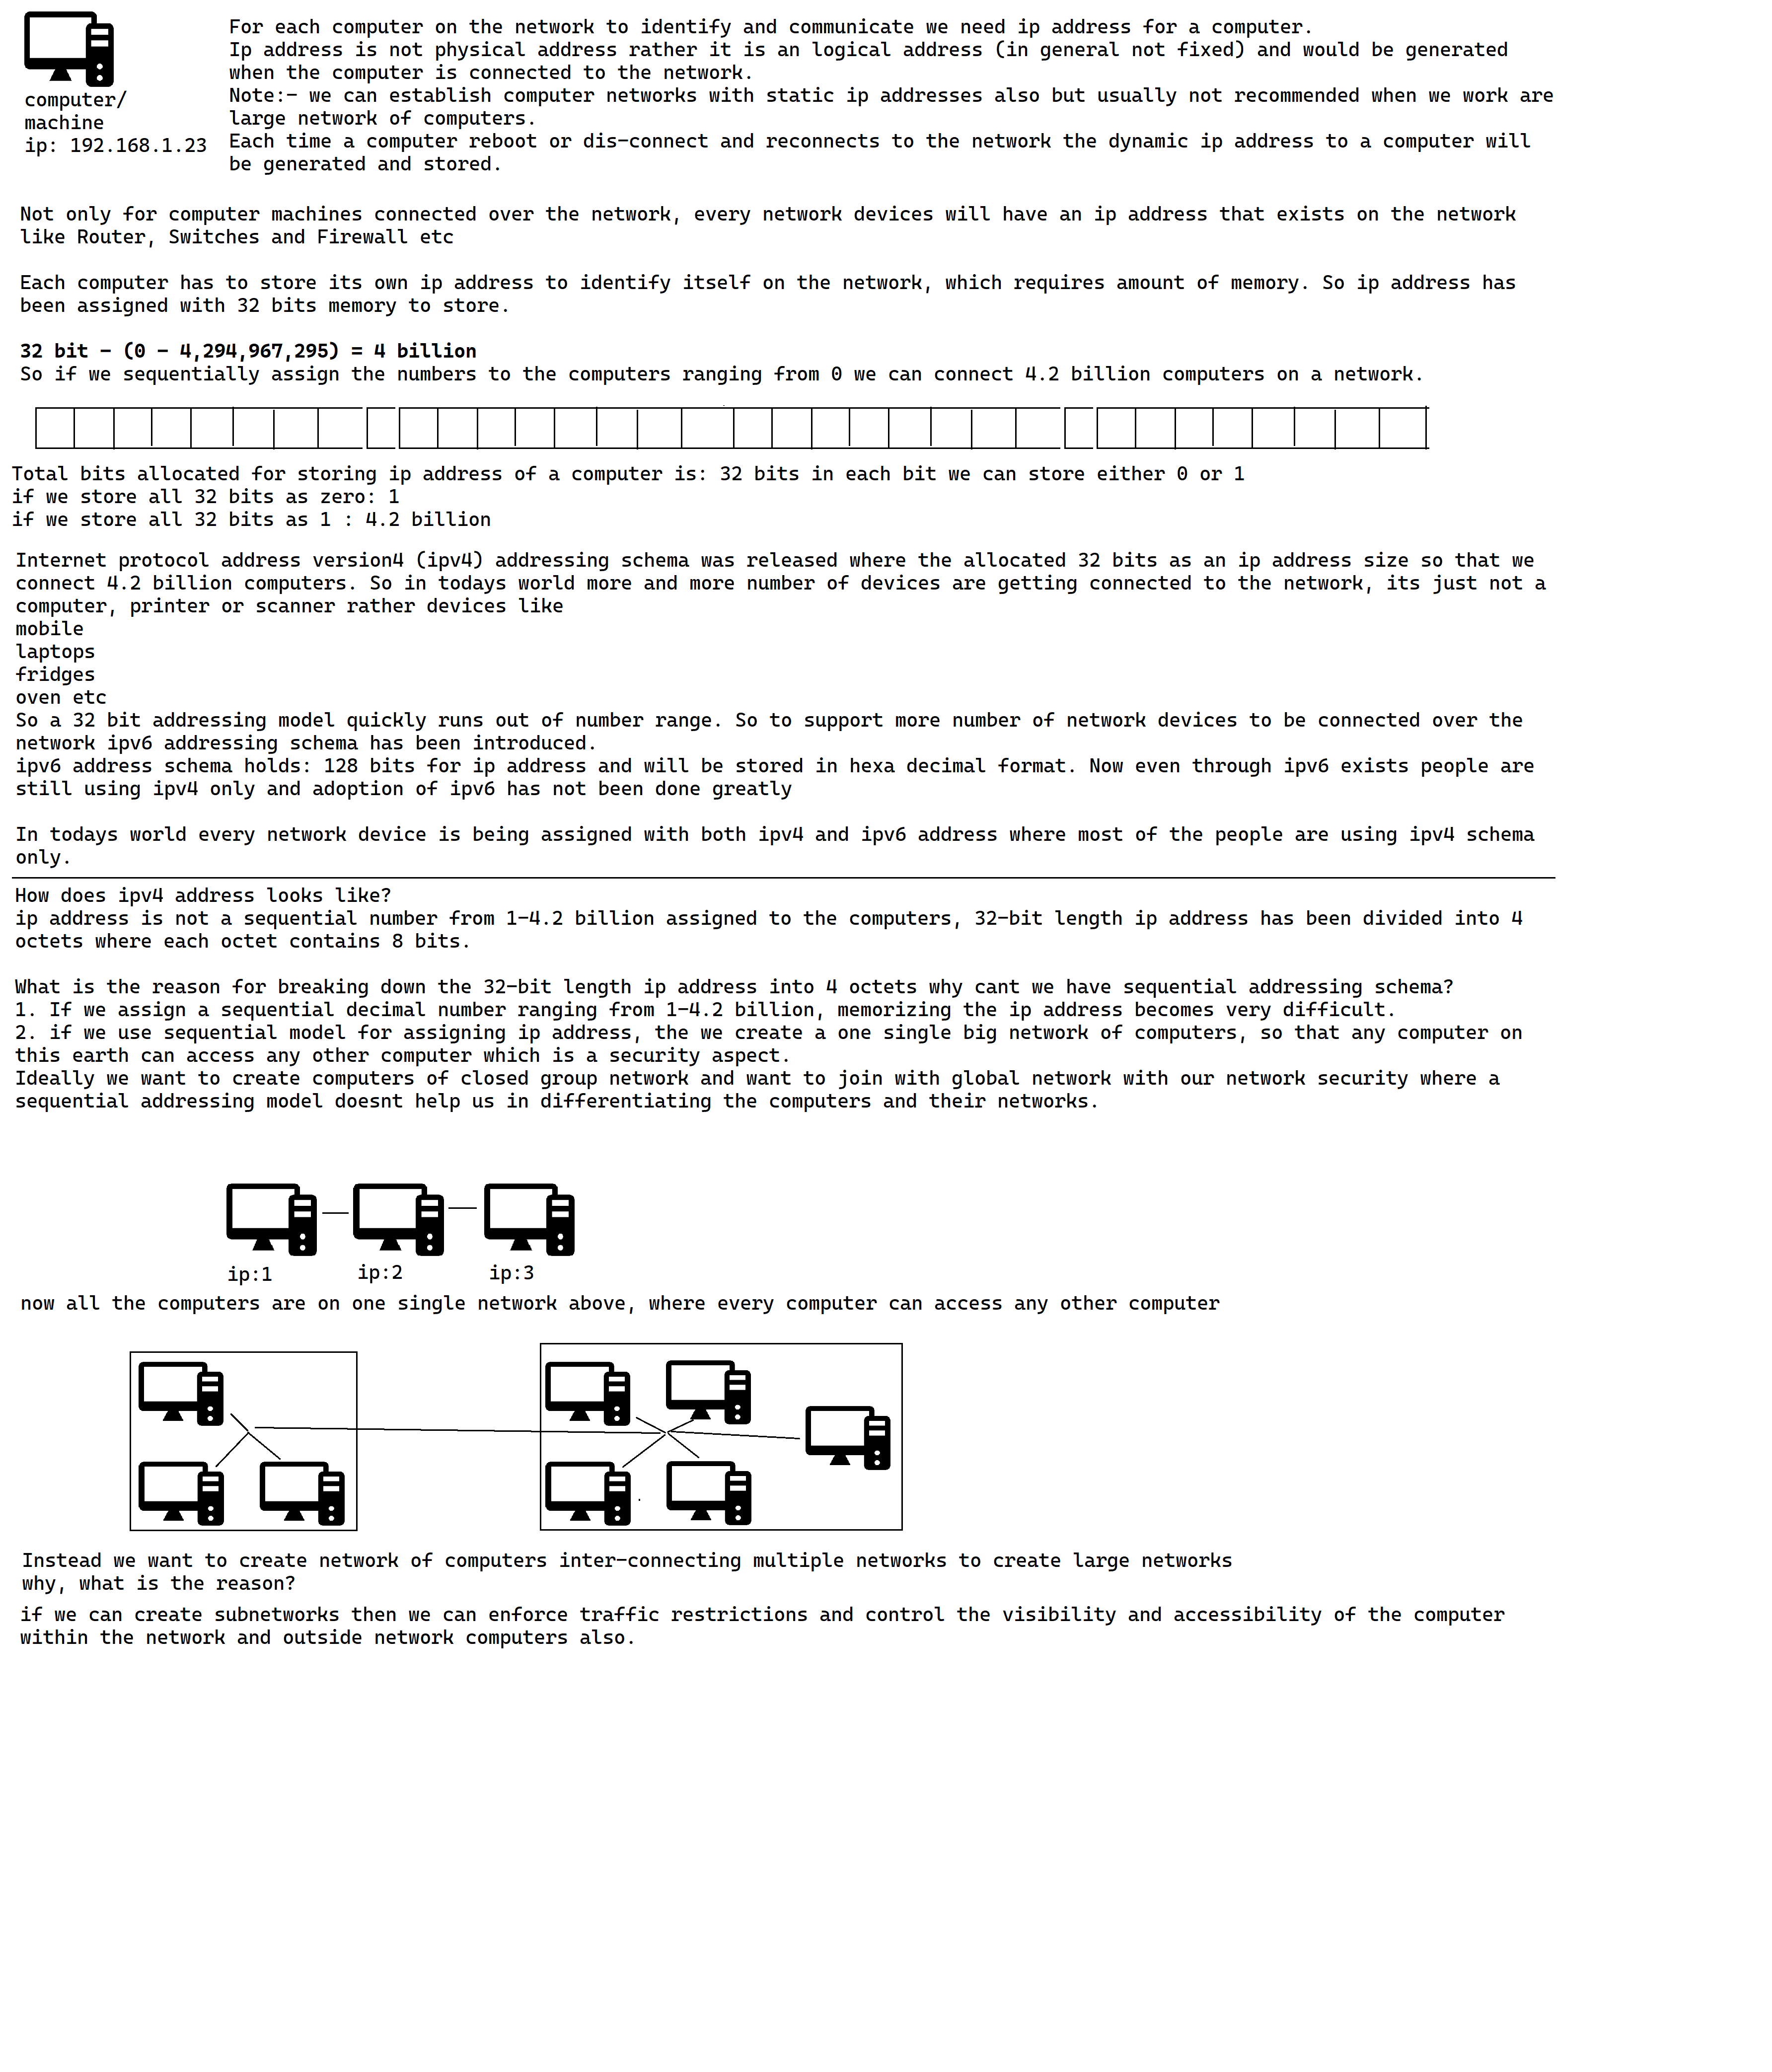 For each computer on the network to identify and communicate we need ip address for a computer.
Ip address is not physical address rather it is an logical address (in general not fixed) and would be generated
when the computer is connected to the network.
Note:- we can establish computer networks with static ip addresses also but usually not recommended when we work are
large network of computers.
Each time a computer reboot or dis-connect and reconnects to the network the dynamic ip address to a computer will
be generated and stored.
computer/
machine
ip: 192.168.1.23
Not only for computer machines connected over the network, every network devices will have an ip address that exists on the network
like Router, Switches and Firewall etc
Each computer has to store its own ip address to identify itself on the network, which requires amount of memory. So ip address has
been assigned with 32 bits memory to store.
32 bit - (0 - 4,294,967,295) = 4 billion
So if we sequentially assign the numbers to the computers ranging from 0 we can connect 4.2 billion computers on a network.
Total bits allocated for storing ip address of a computer is: 32 bits in each bit we can store either 0 or 1
if we store all 32 bits as zero: 1
if we store all 32 bits as 1 : 4.2 billion
Internet protocol address version4 (ipv4) addressing schema was released where the allocated 32 bits as an ip address size so that we
connect 4.2 billion computers. So in todays world more and more number of devices are getting connected to the network, its just not a
computer, printer or scanner rather devices like
mobile
laptops
fridges
oven etc
So a 32 bit addressing model quickly runs out of number range. So to support more number of network devices to be connected over the
network ipv6 addressing schema has been introduced.
ipv6 address schema holds: 128 bits for ip address and will be stored in hexa decimal format. Now even through ipv6 exists people are
still using ipv4 only and adoption of ipv6 has not been done greatly
In todays world every network device is being assigned with both ipv4 and ipv6 address where most of the people are using ipv4 schema
only.
How does ipv4 address looks like?
ip address is not a sequential number from 1-4.2 billion assigned to the computers, 32-bit length ip address has been divided into 4
octets where each octet contains 8 bits.
What is the reason for breaking down the 32-bit length ip address into 4 octets why cant we have sequential addressing schema?
1. If we assign a sequential decimal number ranging from 1-4.2 billion, memorizing the ip address becomes very difficult.
2. if we use sequential model for assigning ip address, the we create a one single big network of computers, so that any computer on
this earth can access any other computer which is a security aspect.
Ideally we want to create computers of closed group network and want to join with global network with our network security where a
sequential addressing model doesnt help us in differentiating the computers and their networks.
ip:1 ip:2 ip:3
now all the computers are on one single network above, where every computer can access any other computer
Instead we want to create network of computers inter-connecting multiple networks to create large networks
why, what is the reason?
if we can create subnetworks then we can enforce traffic restrictions and control the visibility and accessibility of the computer
within the network and outside network computers also.